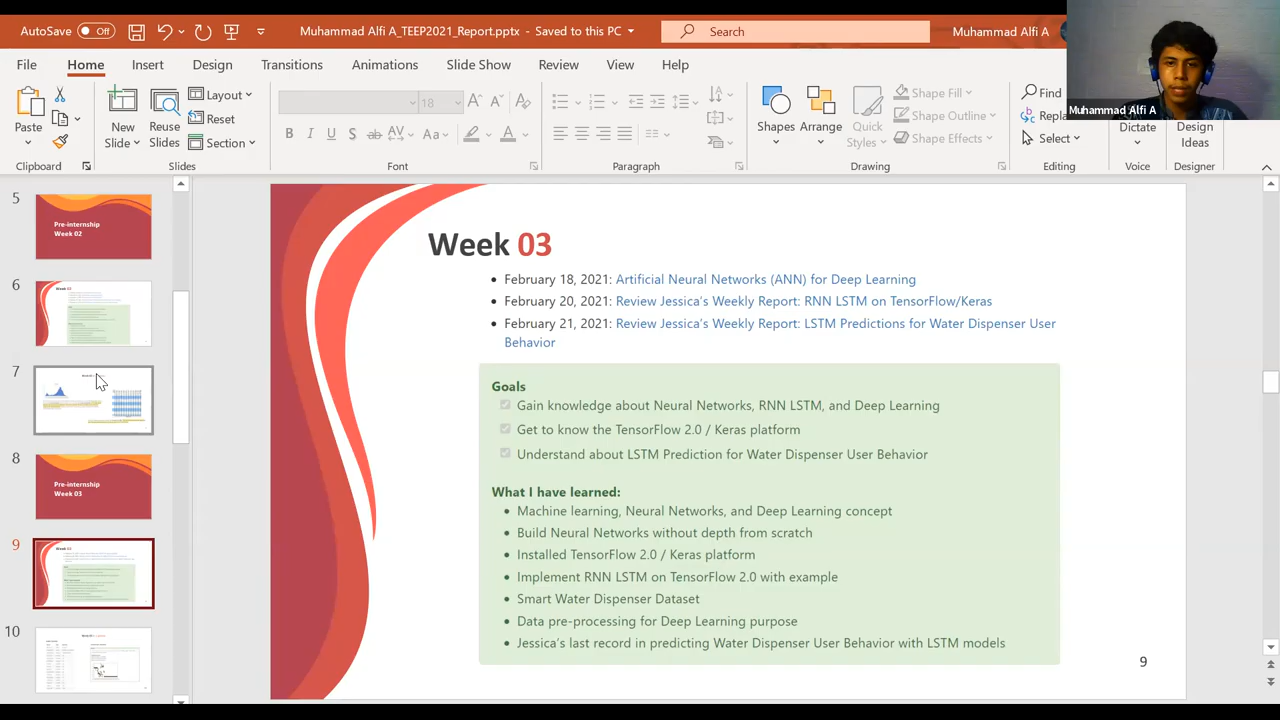 AutoSave Off Muhammad Alfi A_TEEP2021_Report.pptx - Saved to this PC Search Muhammad Alfi A
File Home Insert Design Transitions Animations Slide Show Review View Help
Muhammad Alfi A
Paste
Clipboard
New Slide
Reuse Slides
Layout
Reset
Section
Slides
18
Font
Paragraph
Shapes
Arrange
Quick Styles
Shape Fill
Shape Outline
Shape Effects
Drawing
Find
Select
Editing
Dictate
Voice
Design Ideas
Designer
5
Pre-internship
Week 02
6
7
8
Pre-internship
Week 03
9
10
Week 03
• February 18, 2021: Artificial Neural Networks (ANN) for Deep Learning
• February 20, 2021: Review Jessica's Weekly Report: RNN LSTM on TensorFlow/Keras
• February 21, 2021: Review Jessica's Weekly Report: LSTM Predictions for Water Dispenser User
Behavior
Goals
Gain knowledge about Neural Networks, RNN LSTM, and Deep Learning
Get to know the TensorFlow 2.0 / Keras platform
Understand about LSTM Prediction for Water Dispenser User Behavior
What I have learned:
• Machine learning, Neural Networks, and Deep Learning concept
• Build Neural Networks without depth from scratch
• Installed TensorFlow 2.0 / Keras platform
• Implement RNN LSTM on TensorFlow 2.0 with example
• Smart Water Dispenser Dataset
• Data pre-processing for Deep Learning purpose
• Jessica's last record in predicting Water Dispenser User Behavior with LSTM models
9